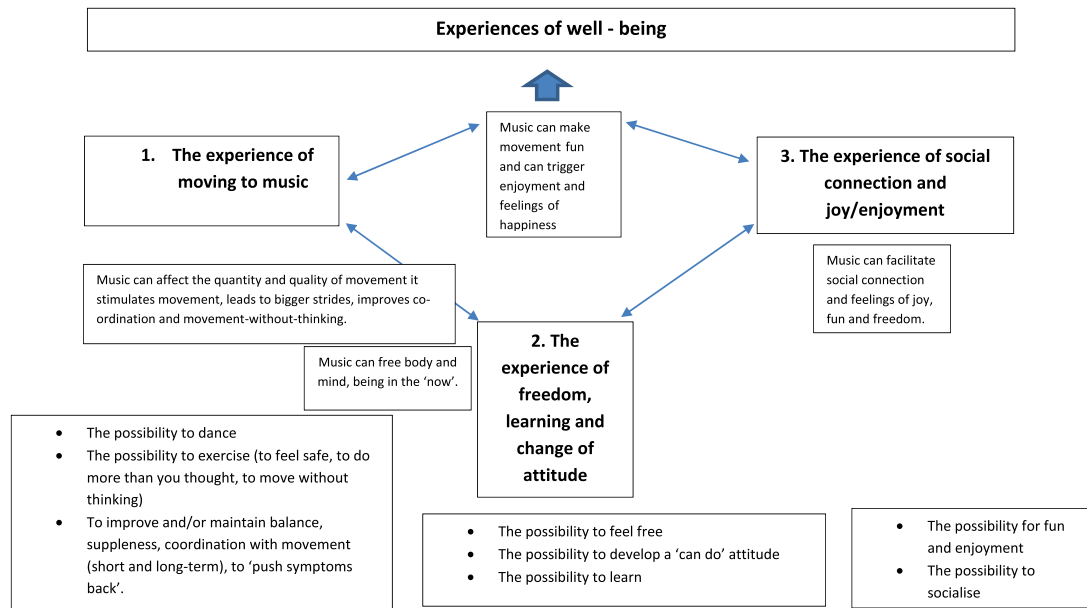 Experiences of well - being
Music can make
movement fun
and can trigger
enjoyment and
feelings of
happiness
1. The experience of
moving to music
3. The experience of social
connection and
joy/enjoyment
Music can affect the quantity and quality of movement it
stimulates movement, leads to bigger strides, improves co-
ordination and movement-without-thinking.
Music can facilitate
social connection
and feelings of joy,
fun and freedom.
Music can free body and
mind, being in the ‘now’.
2. The
experience of
freedom,
learning and
change of
attitude
• The possibility to dance
• The possibility to exercise (to feel safe, to do
more than you thought, to move without
thinking)
• To improve and/or maintain balance,
suppleness, coordination with movement
(short and long-term), to ‘push symptoms
back’.
• The possibility to feel free
• The possibility to develop a ‘can do’ attitude
• The possibility to learn
• The possibility for fun
and enjoyment
• The possibility to
socialise